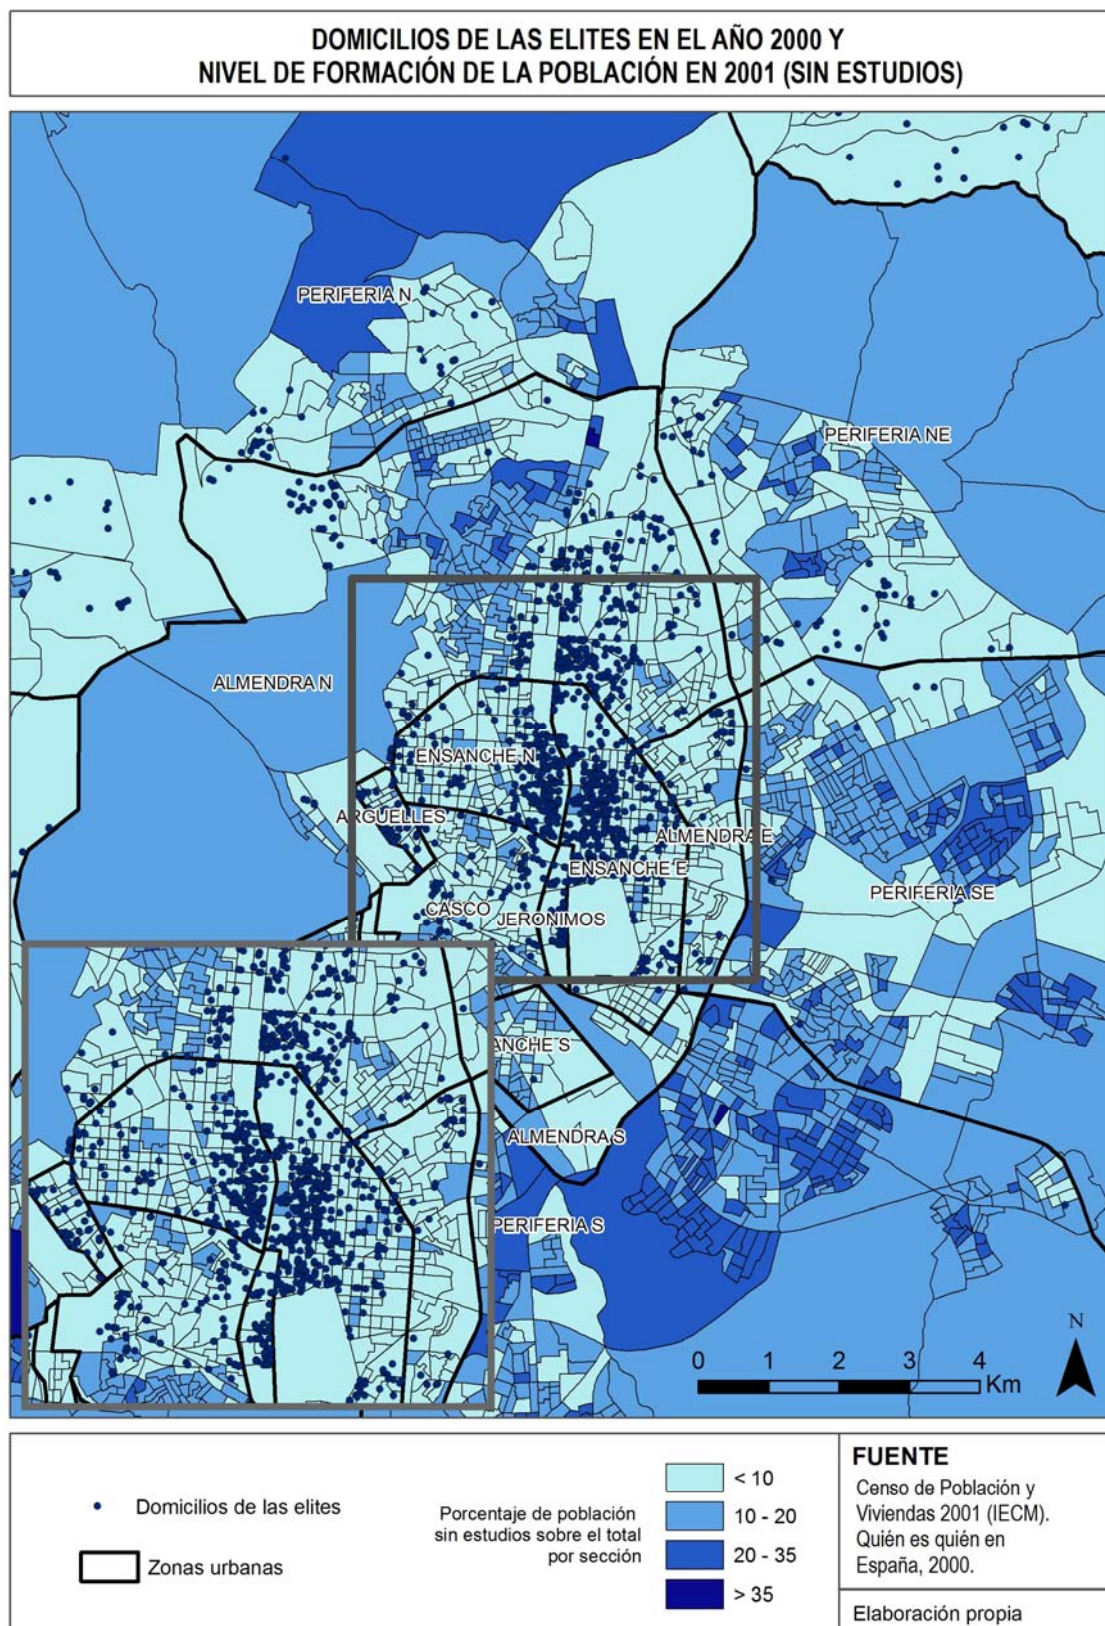 DOMICILIOS DE LAS ELITES EN EL AÑO 2000 Y
NIVEL DE FORMACIÓN DE LA POBLACIÓN EN 2001 (SIN ESTUDIOS)
PERIFERIA N
PERIFERIA NE
ALMENDRA N
ENSANCHE N
ARGUELLES
ALMENDRA E
ENSANCHE E
PERIFERIA SE
CASCO
JERONIMOS
ANCHE S
ALMENDRA S
PERIFERIA S
N
0 1 2 3 4
Km
Domicilios de las elites
Zonas urbanas
Porcentaje de población
sin estudios sobre el total
por sección
< 10
10 - 20
20 - 35
> 35
FUENTE
Censo de Población y
Viviendas 2001 (IECM).
Quién es quién en
España, 2000.
Elaboración propia